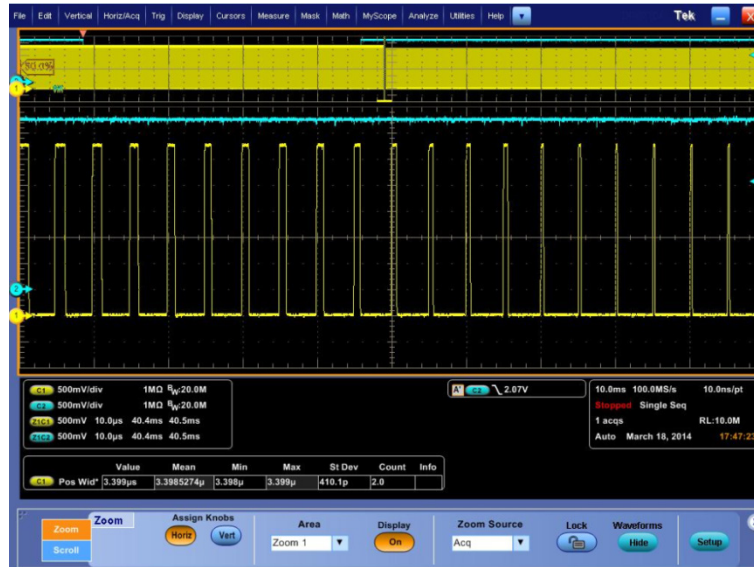 File Edit Vertical Horiz/Acq Trig Display Cursors Measure Mask Math MyScope Analyze Utilities Help Tek X
50.0%
2
1
2
1
C1 500mV/div 1MΩ BW:20.0M
C2 500mV/div 1MΩ BW:20.0M
Z1C1 500mV 10.0µs 40.4ms 40.5ms
Z1C2 500mV 10.0µs 40.4ms 40.5ms
A' C2 2.07V
10.0ms 100.0MS/s 10.0ns/pt
Stopped Single Seq
1 acqs RL:10.0M
Auto March 18, 2014 17:47:23
Value Mean Min Max St Dev Count Info
C1 Pos Wid* 3.399µs 3.3985274µ 3.398µ 3.399µ 410.1p 2.0
Zoom
Scroll
Zoom
Assign Knobs
Horiz Vert
Area
Zoom 1
Display
On
Zoom Source
Acq
Lock
Waveforms
Hide
Setup